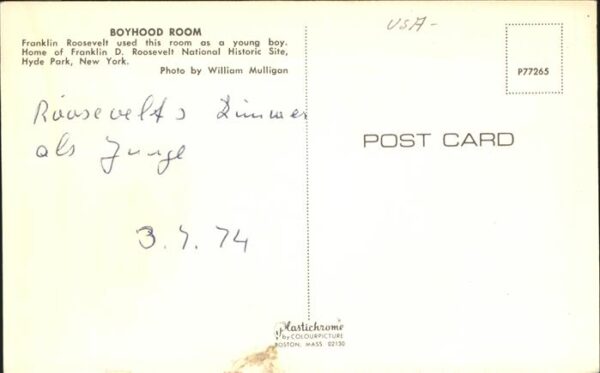 BOYHOOD ROOM
Franklin Roosevelt used this room as a young boy.
Home of Franklin D. Roosevelt National Historic Site,
Hyde Park, New York.
Photo by William Mulligan
USA-
P77265
Roosevelts Zimmer
als Junge
POST CARD
3.7.74
Plastichrome
by COLOURPICTURE
BOSTON, MASS 02130